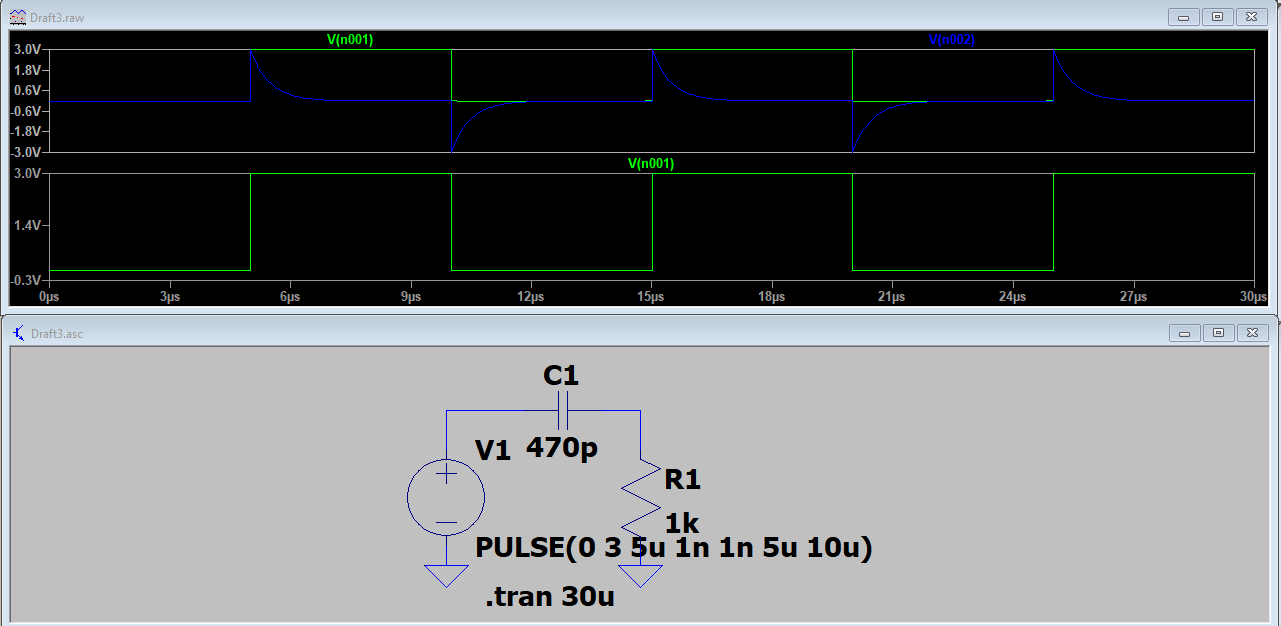 Draft3.raw
V(n001) V(n002)
3.0V
1.8V
0.6V
-0.6V
-1.8V
-3.0V
V(n001)
3.0V
1.4V
-0.3V
0µs 3µs 6µs 9µs 12µs 15µs 18µs 21µs 24µs 27µs 30µs
Draft3.asc
C1
V1 470p
R1
1k
PULSE(0 3 5u 1n 1n 5u 10u)
.tran 30u